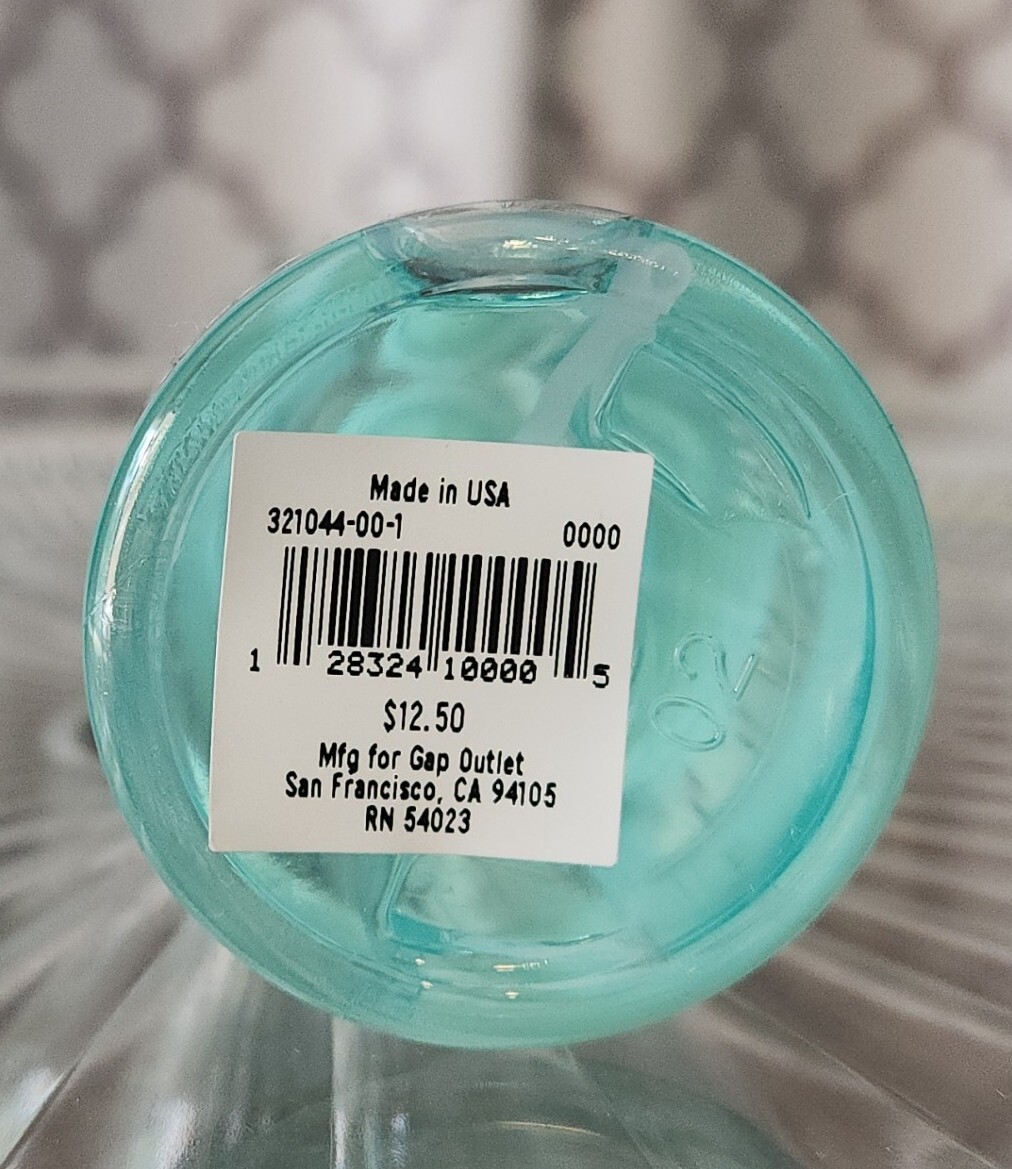 Made in USA
321044-00-1 0000
1 28324 10000 5
$12.50
Mfg for Gap Outlet
San Francisco, CA 94105
RN 54023
02